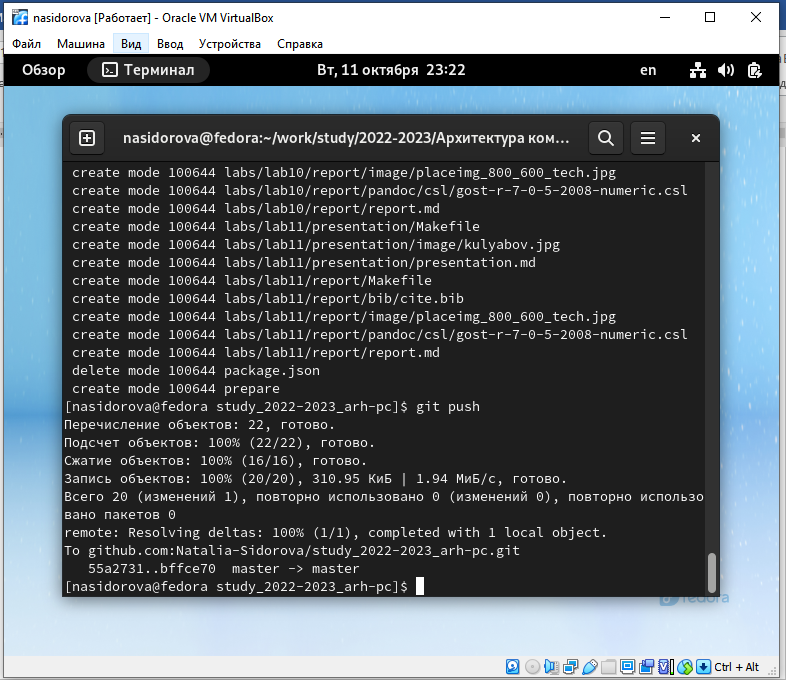 nasidorova [Работает] - Oracle VM VirtualBox
Файл Машина Вид Ввод Устройства Справка
Обзор Терминал Вт, 11 октября 23:22 en
nasidorova@fedora:~/work/study/2022-2023/Архитектура ком...
create mode 100644 labs/lab10/report/image/placeimg_800_600_tech.jpg
create mode 100644 labs/lab10/report/pandoc/csl/gost-r-7-0-5-2008-numeric.csl
create mode 100644 labs/lab10/report/report.md
create mode 100644 labs/lab11/presentation/Makefile
create mode 100644 labs/lab11/presentation/image/kulyabov.jpg
create mode 100644 labs/lab11/presentation/presentation.md
create mode 100644 labs/lab11/report/Makefile
create mode 100644 labs/lab11/report/bib/cite.bib
create mode 100644 labs/lab11/report/image/placeimg_800_600_tech.jpg
create mode 100644 labs/lab11/report/pandoc/csl/gost-r-7-0-5-2008-numeric.csl
create mode 100644 labs/lab11/report/report.md
delete mode 100644 package.json
create mode 100644 prepare
[nasidorova@fedora study_2022-2023_arh-pc]$ git push
Перечисление объектов: 22, готово.
Подсчет объектов: 100% (22/22), готово.
Сжатие объектов: 100% (16/16), готово.
Запись объектов: 100% (20/20), 310.95 КиБ | 1.94 МиБ/с, готово.
Всего 20 (изменений 1), повторно использовано 0 (изменений 0), повторно использо
вано пакетов 0
remote: Resolving deltas: 100% (1/1), completed with 1 local object.
To github.com:Natalia-Sidorova/study_2022-2023_arh-pc.git
55a2731..bffce70 master -> master
[nasidorova@fedora study_2022-2023_arh-pc]$
fedora
Ctrl + Alt